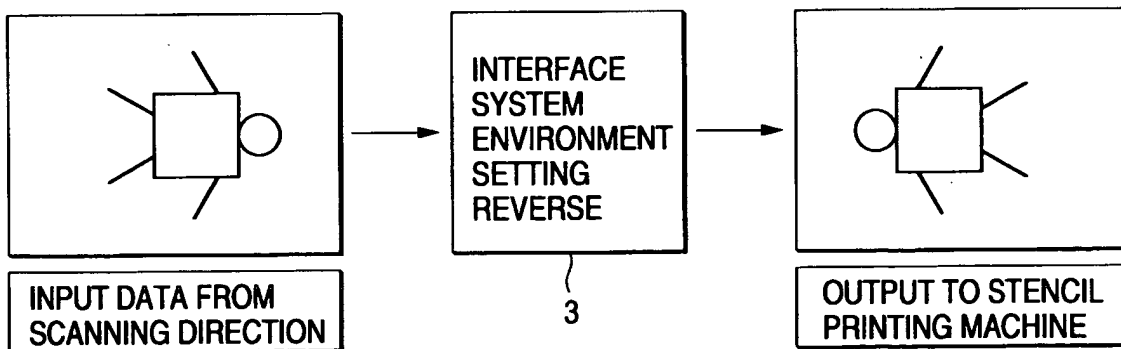 INTERFACE
SYSTEM
ENVIRONMENT
SETTING
REVERSE
3
INPUT DATA FROM
SCANNING DIRECTION
OUTPUT TO STENCIL
PRINTING MACHINE